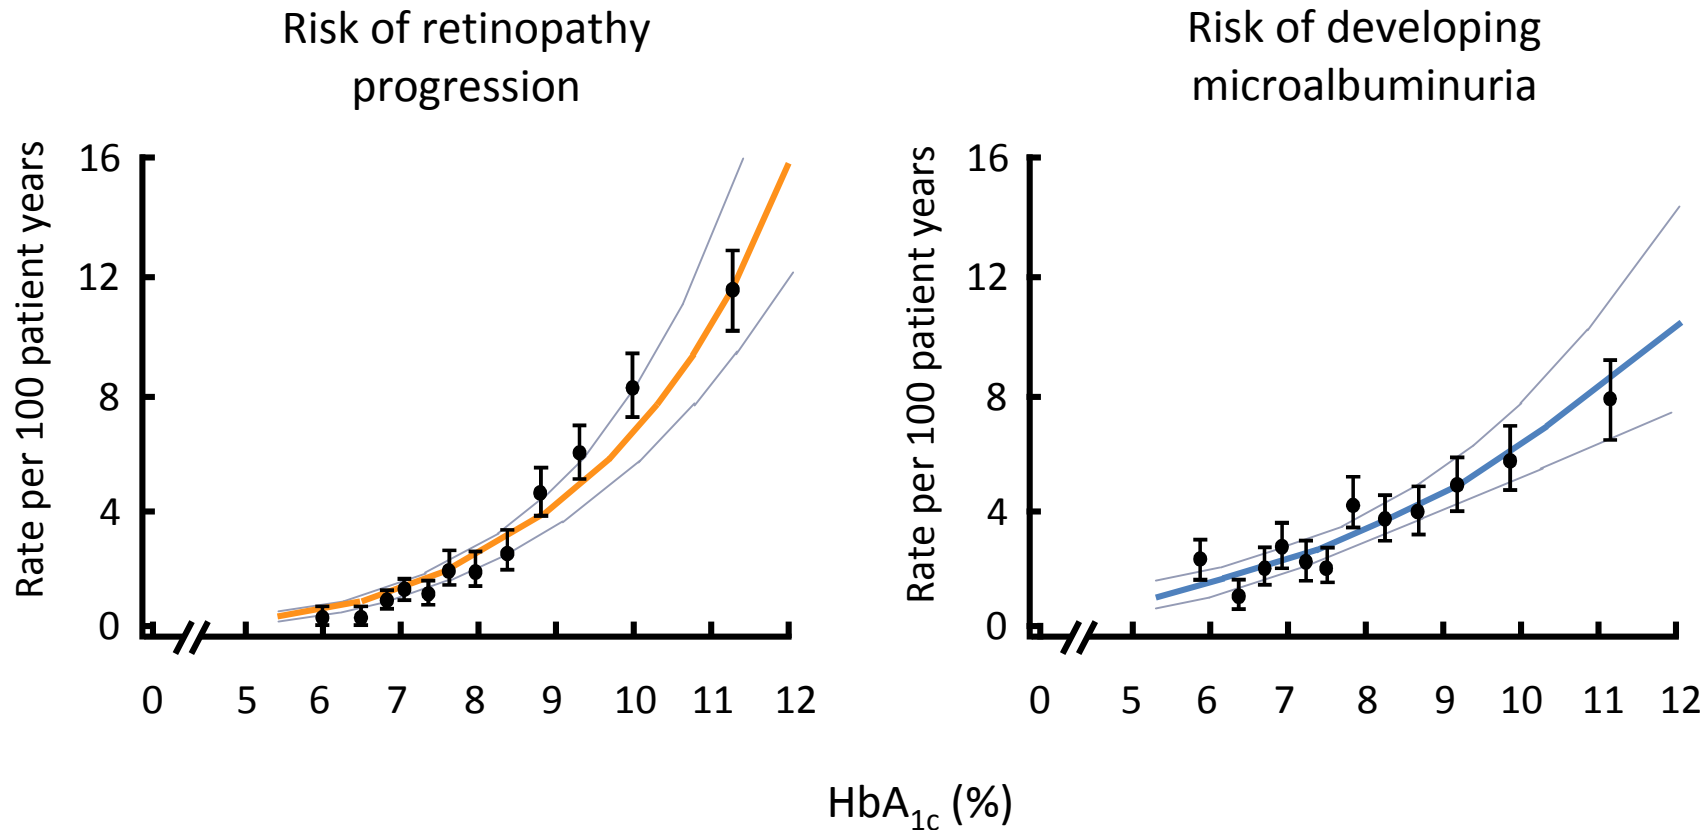 Risk of retinopathy
progression
Rate per 100 patient years
16
12
8
4
0
0 5 6 7 8 9 10 11 12
Risk of developing
microalbuminuria
Rate per 100 patient years
16
12
8
4
0
0 5 6 7 8 9 10 11 12
HbA1c (%)